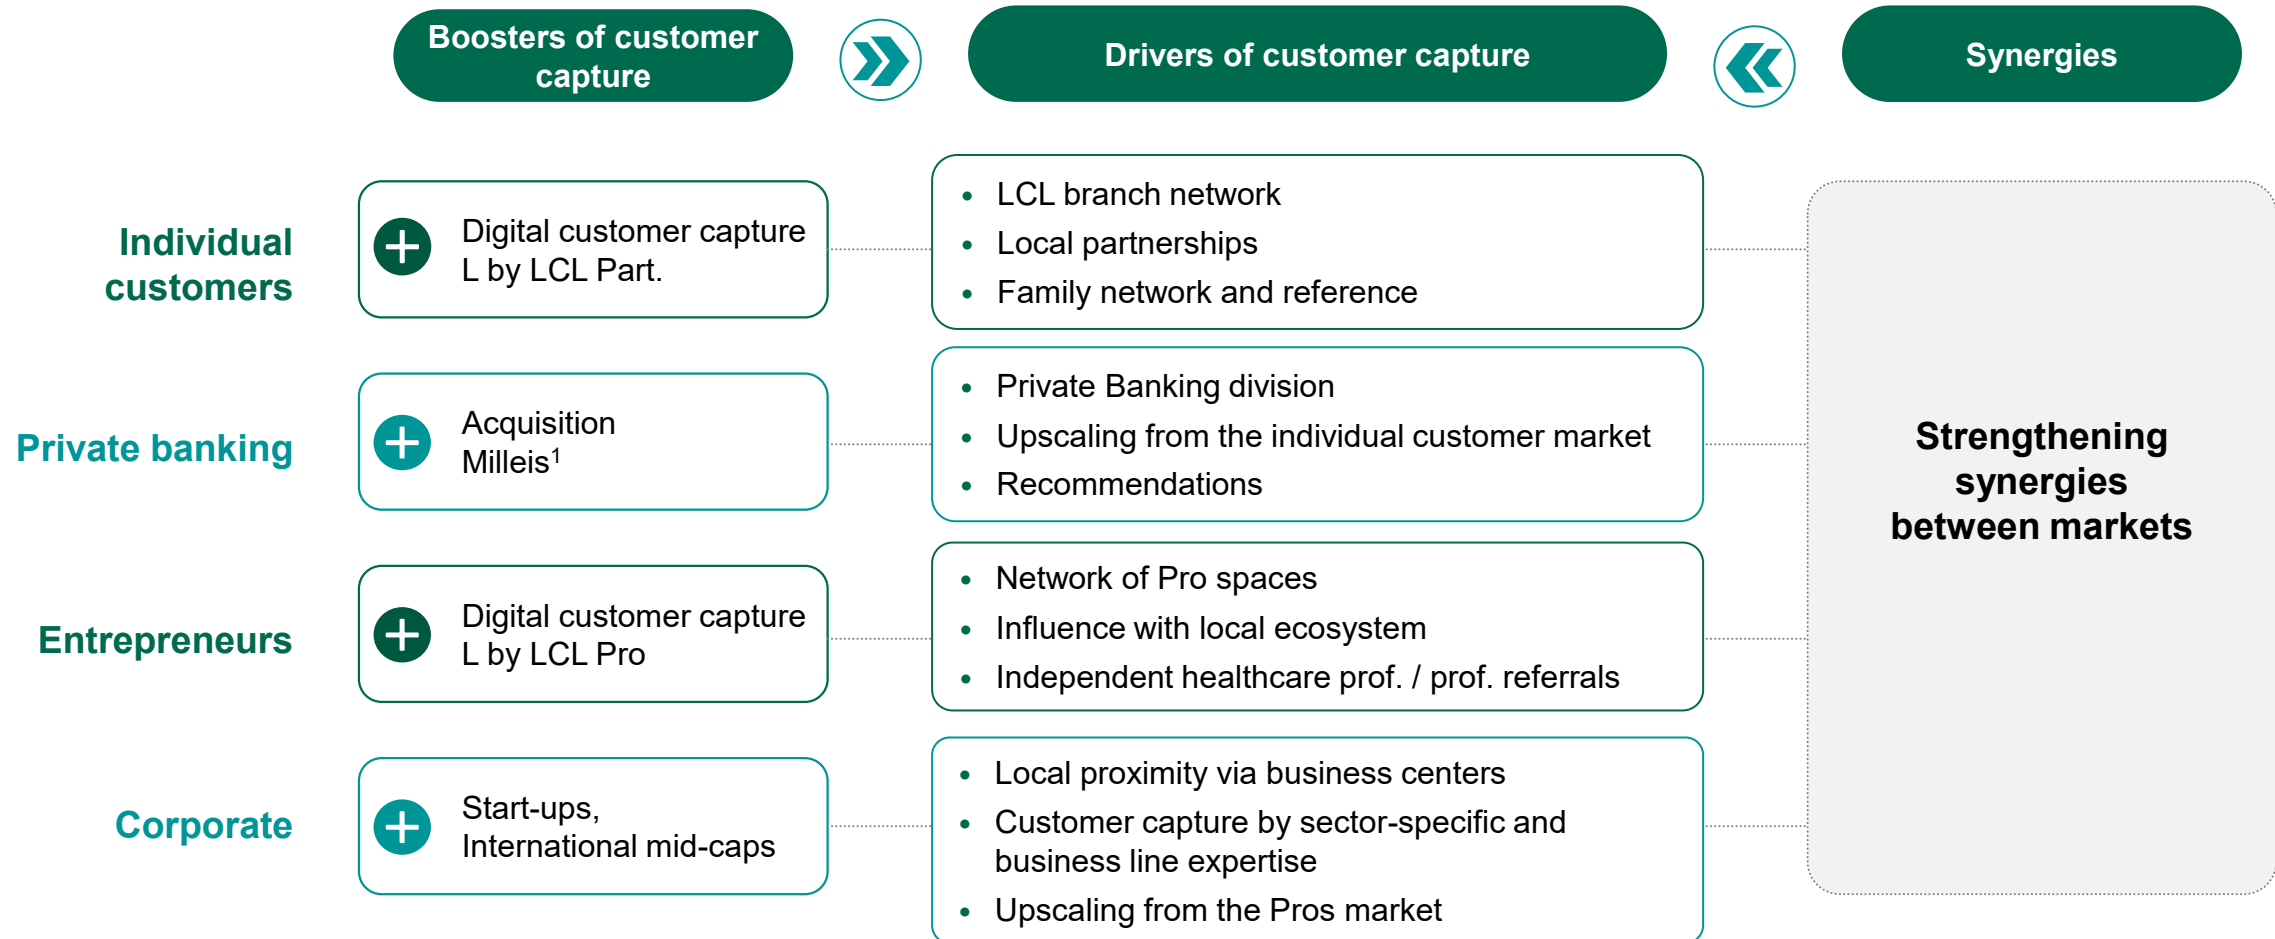 Boosters of customer
capture
Drivers of customer capture
Synergies
Individual
customers
Digital customer capture
L by LCL Part.
• LCL branch network
• Local partnerships
• Family network and reference
Private banking
Acquisition
Milleis¹
• Private Banking division
• Upscaling from the individual customer market
• Recommendations
Strengthening
synergies
between markets
Entrepreneurs
Digital customer capture
L by LCL Pro
• Network of Pro spaces
• Influence with local ecosystem
• Independent healthcare prof. / prof. referrals
Corporate
Start-ups,
International mid-caps
• Local proximity via business centers
• Customer capture by sector-specific and
business line expertise
• Upscaling from the Pros market